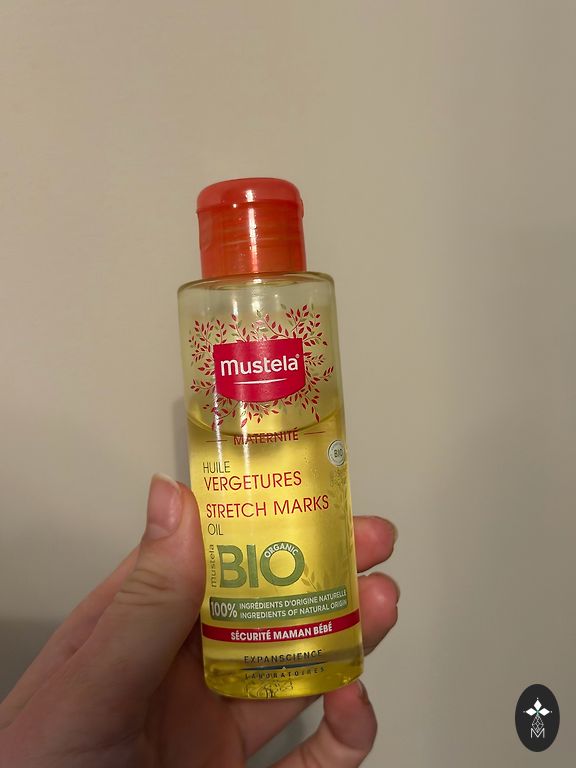 mustela®
MATERNITÉ
HUILE
VERGETURES
STRETCH MARKS
OIL
mustela
BIO
ORGANIC
BIO
100% INGRÉDIENTS D'ORIGINE NATURELLE
INGREDIENTS OF NATURAL ORIGIN
SÉCURITÉ MAMAN BÉBÉ
EXPANSCIENCE
LABORATOIRES
M